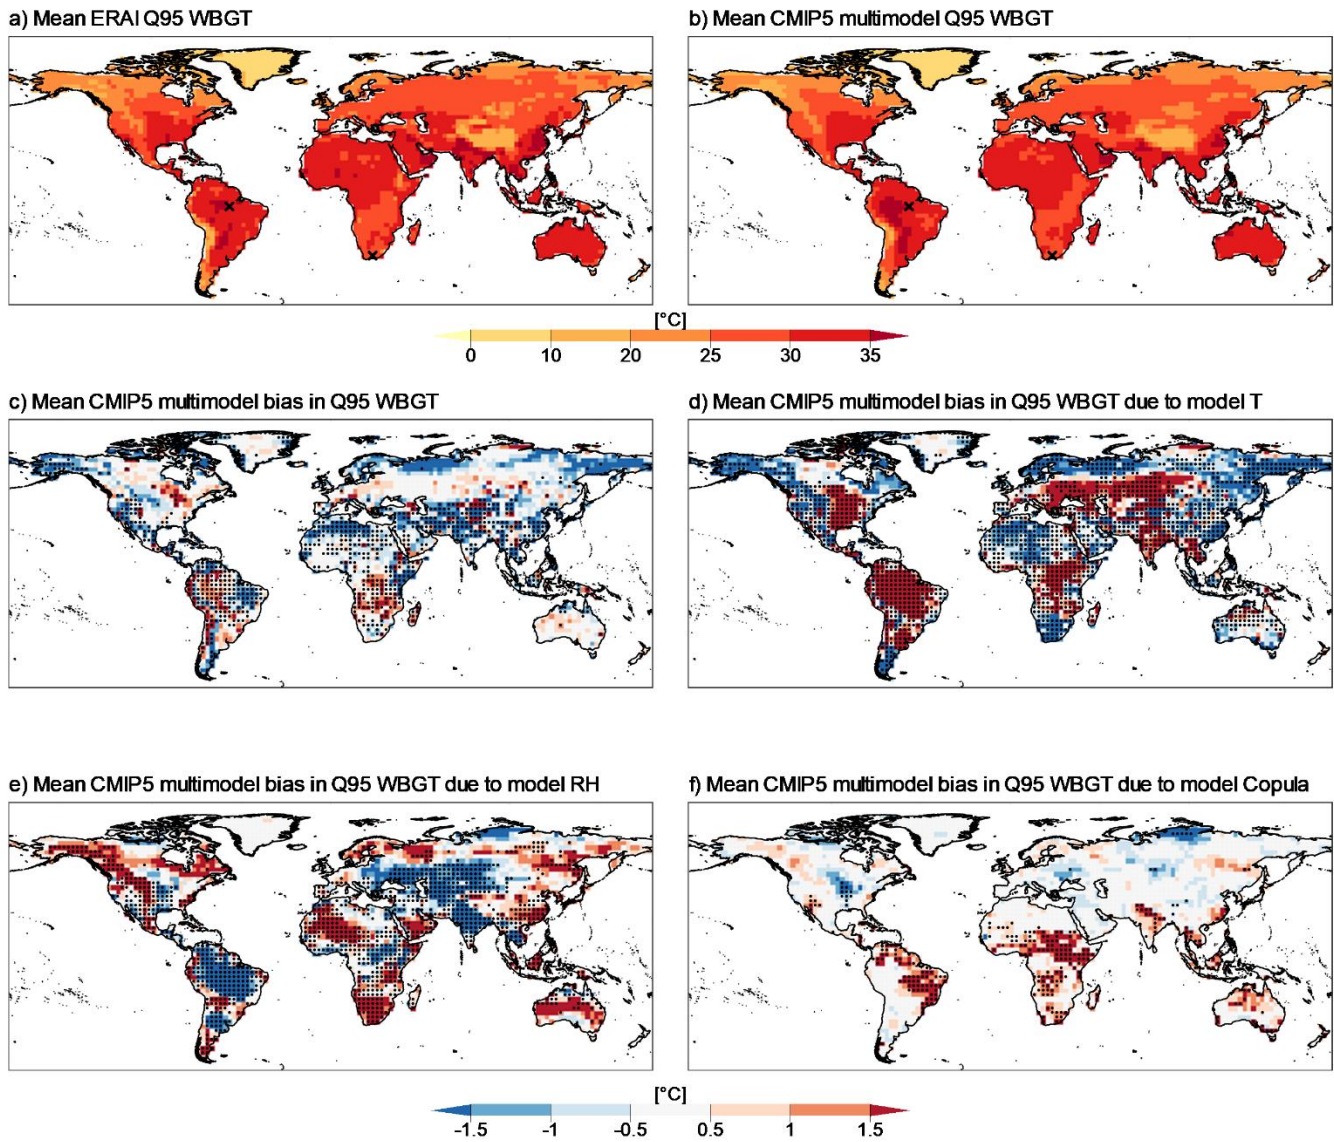 a) Mean ERAI Q95 WBGT
b) Mean CMIP5 multimodel Q95 WBGT
[°C]
0 10 20 25 30 35
c) Mean CMIP5 multimodel bias in Q95 WBGT
d) Mean CMIP5 multimodel bias in Q95 WBGT due to model T
e) Mean CMIP5 multimodel bias in Q95 WBGT due to model RH
f) Mean CMIP5 multimodel bias in Q95 WBGT due to model Copula
[°C]
-1.5 -1 -0.5 0.5 1 1.5